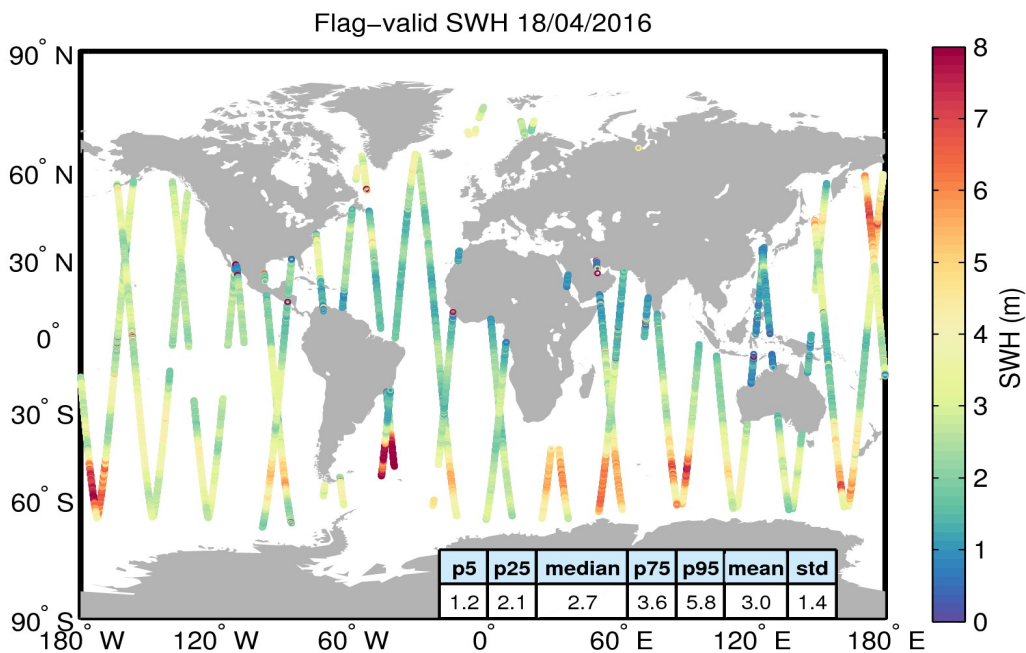 Flag−valid SWH 18/04/2016
90° N
60° N
30° N
0°
30° S
60° S
90° S
180° W
120° W
60° W
0°
60° E
120° E
180° E
p5 p25 median p75 p95 mean std
1.2 2.1 2.7 3.6 5.8 3.0 1.4
8
7
6
5
4
3
2
1
0
SWH (m)